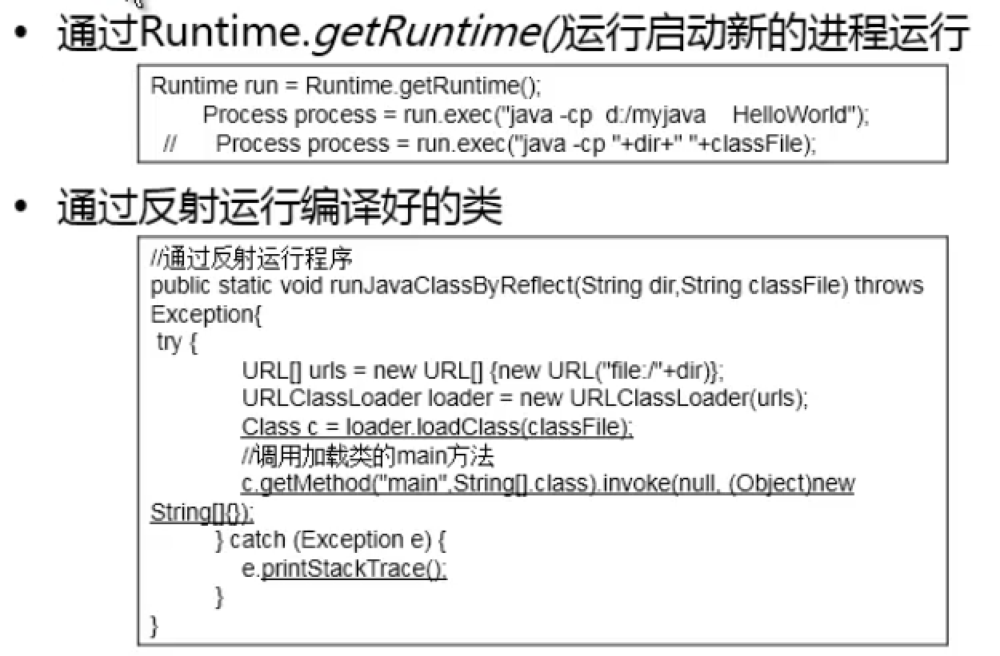 • 通过Runtime.getRuntime()运行启动新的进程运行
Runtime run = Runtime.getRuntime();
Process process = run.exec("java -cp d:/myjava HelloWorld");
// Process process = run.exec("java -cp "+dir+" "+classFile);
• 通过反射运行编译好的类
//通过反射运行程序
public static void runJavaClassByReflect(String dir,String classFile) throws
Exception{
try {
URL[] urls = new URL[] {new URL("file:/"+dir)};
URLClassLoader loader = new URLClassLoader(urls);
Class c = loader.loadClass(classFile);
//调用加载类的main方法
c.getMethod("main",String[].class).invoke(null, (Object)new
String[]{});
} catch (Exception e) {
e.printStackTrace();
}
}